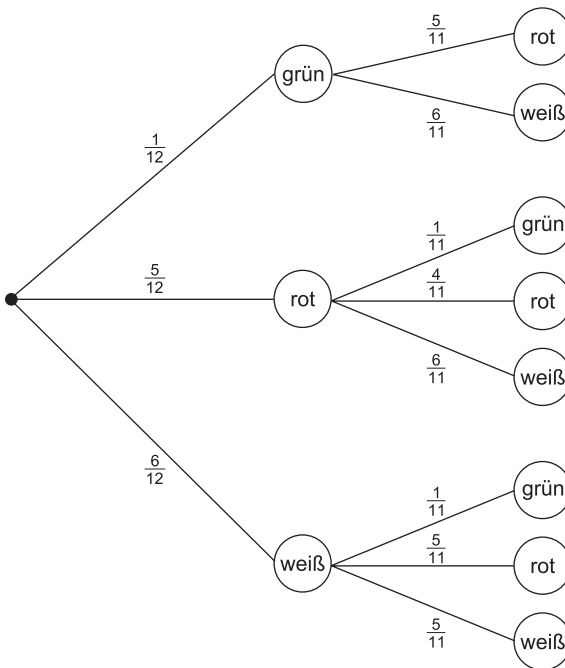 5/11
rot
grün
6/11
weiß
1/12
1/11
grün
5/12
4/11
rot
rot
6/11
weiß
6/12
1/11
grün
5/11
weiß
rot
5/11
weiß